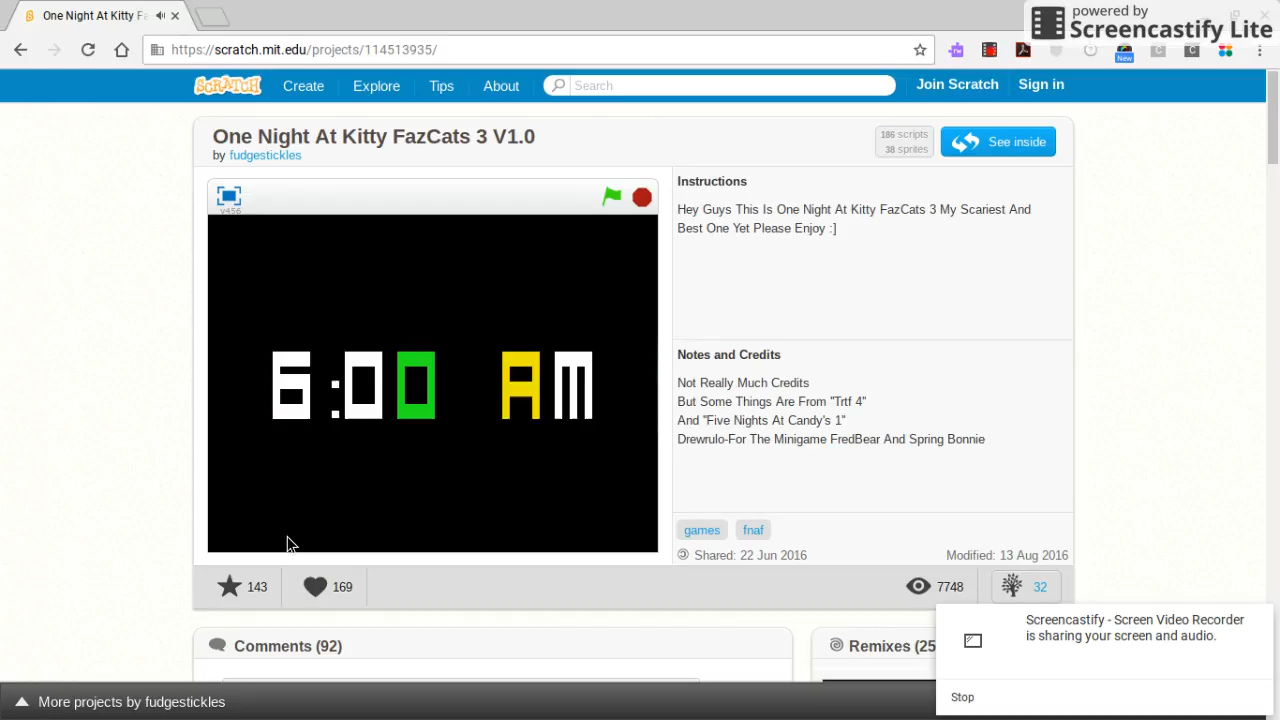 One Night At Kitty Fa
powered by
Screencastify Lite
https://scratch.mit.edu/projects/114513935/
New
SCRATCH
Create
Explore
Tips
About
Search
Join Scratch
Sign in
One Night At Kitty FazCats 3 V1.0
by fudgestickles
186 scripts
38 sprites
See inside
v456
6:00 AM
Instructions
Hey Guys This Is One Night At Kitty FazCats 3 My Scariest And
Best One Yet Please Enjoy :]
Notes and Credits
Not Really Much Credits
But Some Things Are From "Trtf 4"
And "Five Nights At Candy's 1"
Drewrulo-For The Minigame FredBear And Spring Bonnie
games
fnaf
Shared: 22 Jun 2016
Modified: 13 Aug 2016
143
169
7748
32
Comments (92)
Remixes (25
Screencastify - Screen Video Recorder
is sharing your screen and audio.
Stop
More projects by fudgestickles